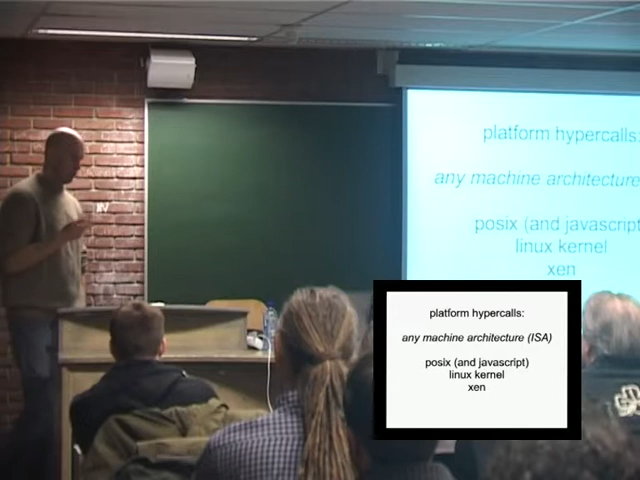 platform hypercalls:
any machine architecture
posix (and javascript
linux kernel
xen
platform hypercalls:
any machine architecture (ISA)
posix (and javascript)
linux kernel
xen